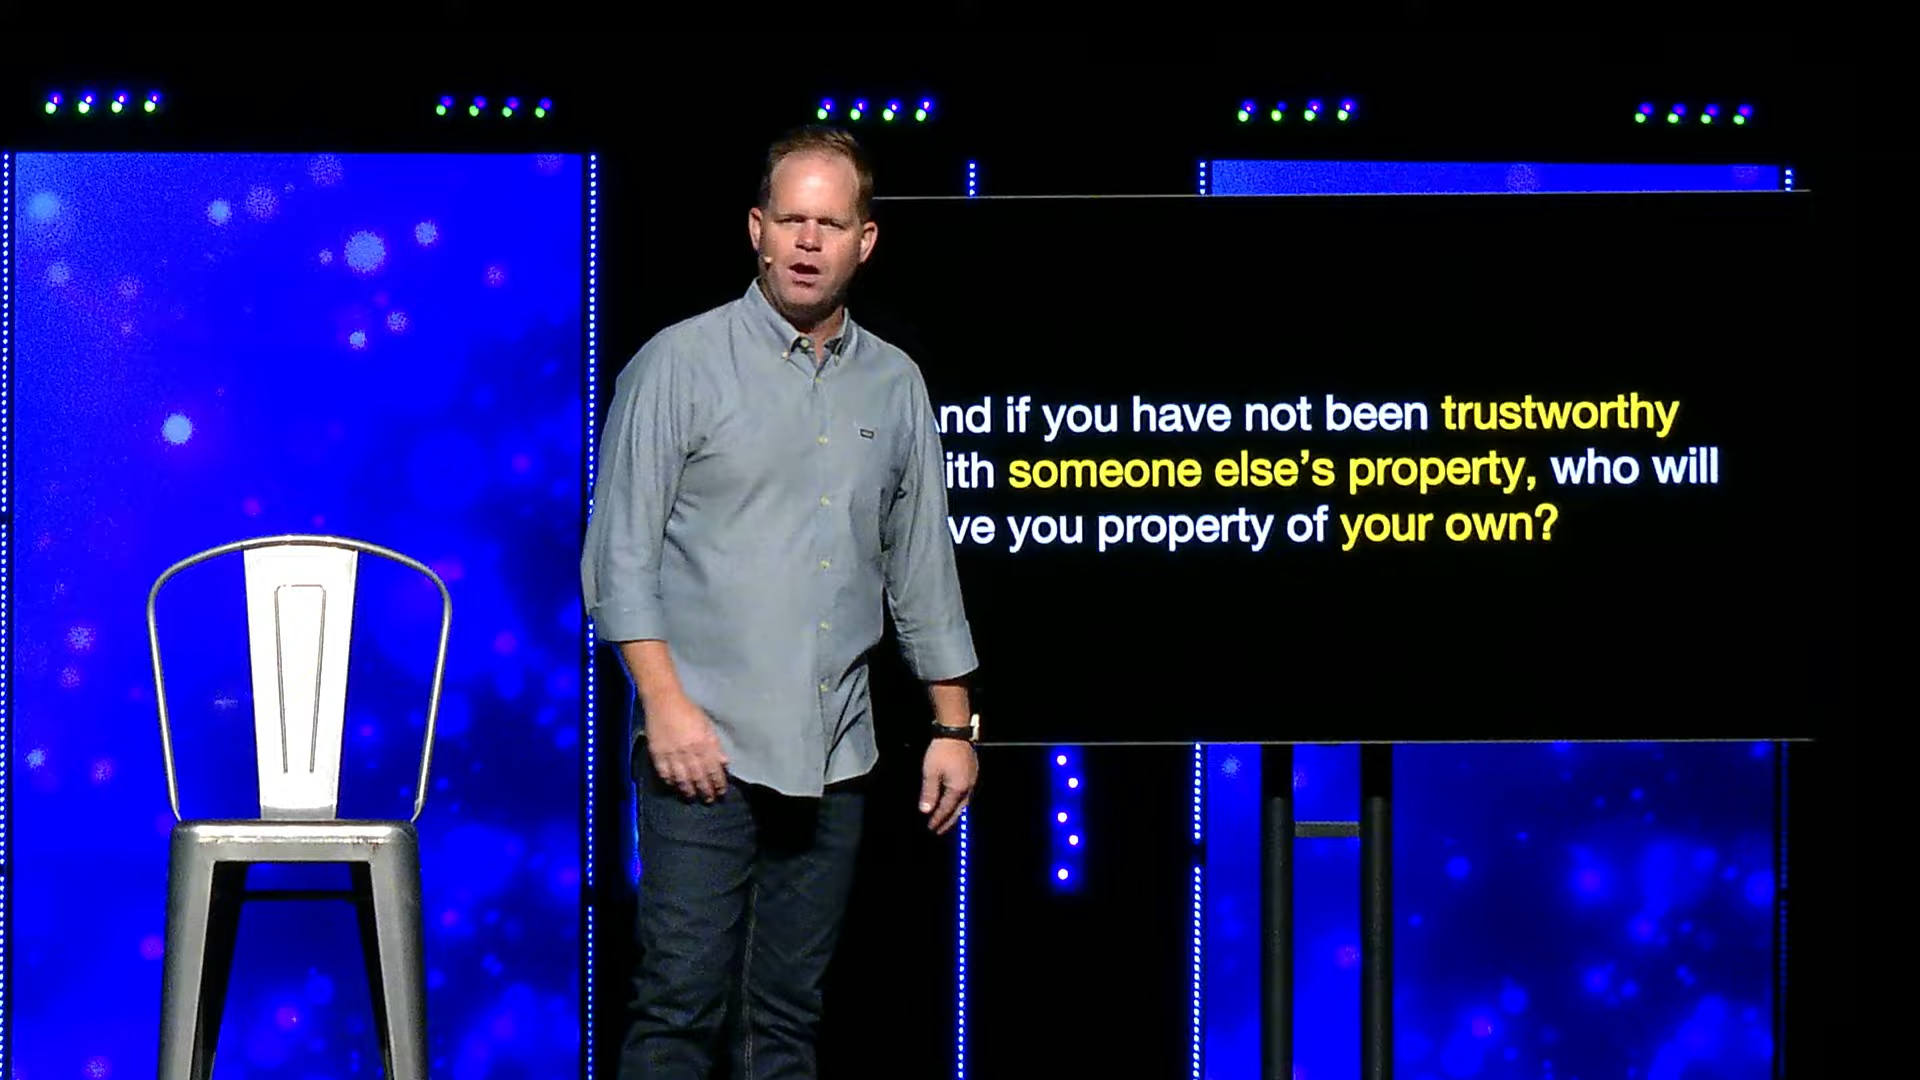 nd if you have not been trustworthy
ith someone else's property, who will
ve you property of your own?